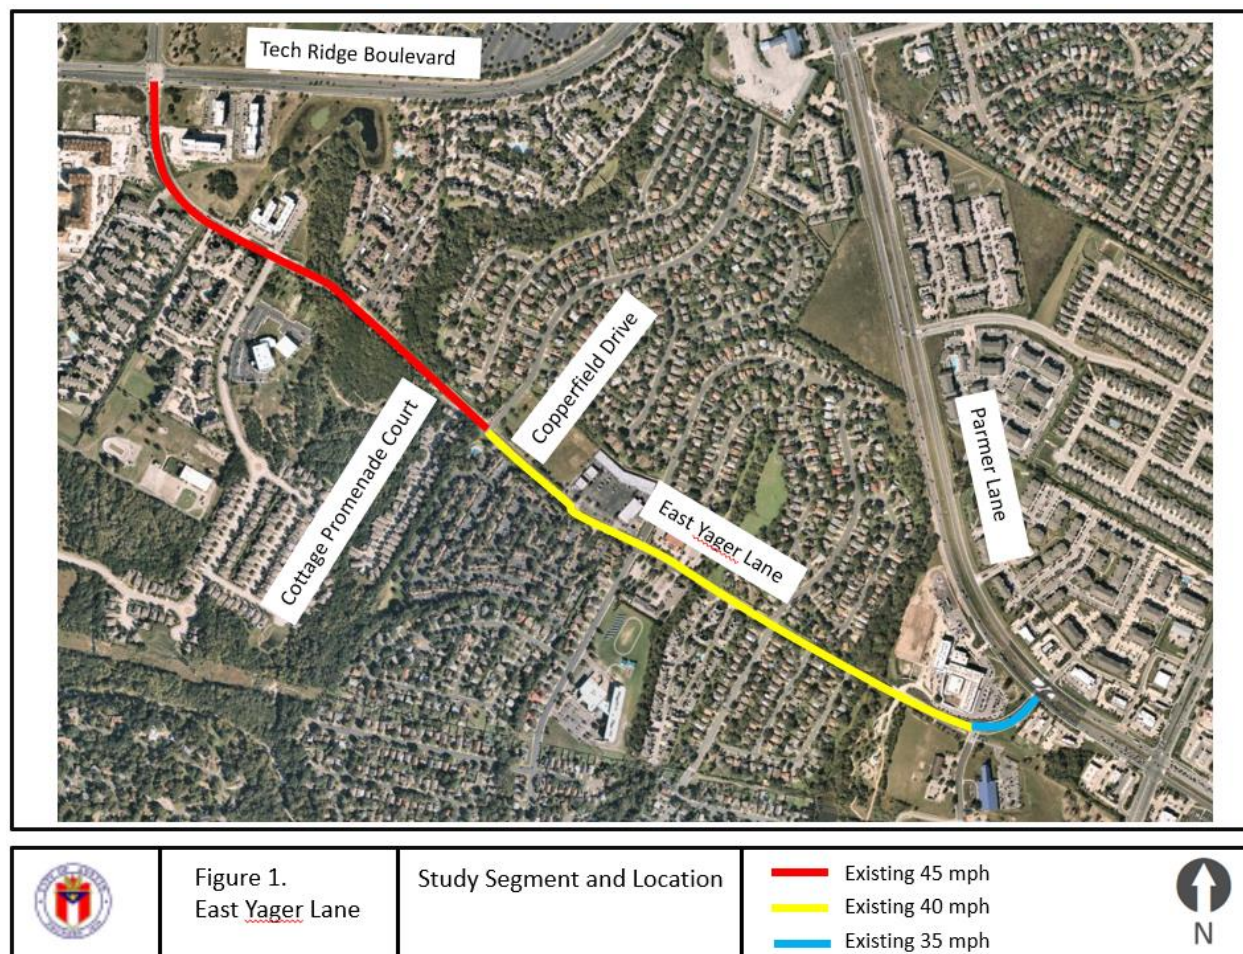 Tech Ridge Boulevard
Copperfield Drive
Parmer Lane
Cottage Promenade Court
East Yager Lane
Figure 1.
East Yager Lane
Study Segment and Location
Existing 45 mph
Existing 40 mph
Existing 35 mph
N